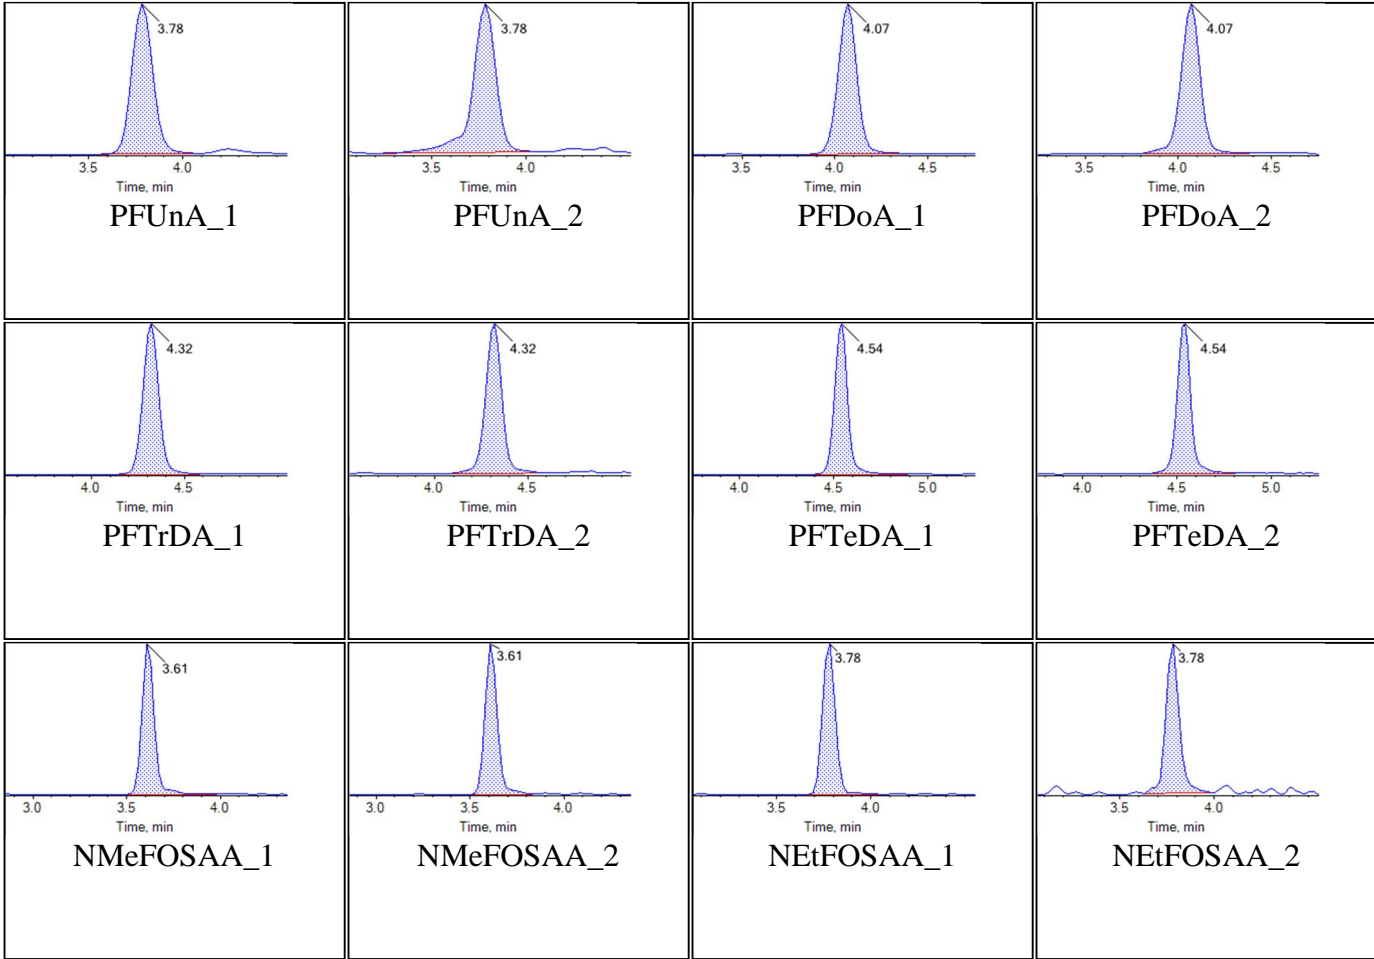 3.78
3.5 4.0
Time, min
PFUnA_1
3.78
3.5 4.0
Time, min
PFUnA_2
4.07
3.5 4.0 4.5
Time, min
PFDoA_1
4.07
3.5 4.0 4.5
Time, min
PFDoA_2
4.32
4.0 4.5
Time, min
PFTrDA_1
4.32
4.0 4.5
Time, min
PFTrDA_2
4.54
4.0 4.5 5.0
Time, min
PFTeDA_1
4.54
4.0 4.5 5.0
Time, min
PFTeDA_2
3.61
3.0 3.5 4.0
Time, min
NMeFOSAA_1
3.61
3.0 3.5 4.0
Time, min
NMeFOSAA_2
3.78
3.5 4.0
Time, min
NEtFOSAA_1
3.78
3.5 4.0
Time, min
NEtFOSAA_2